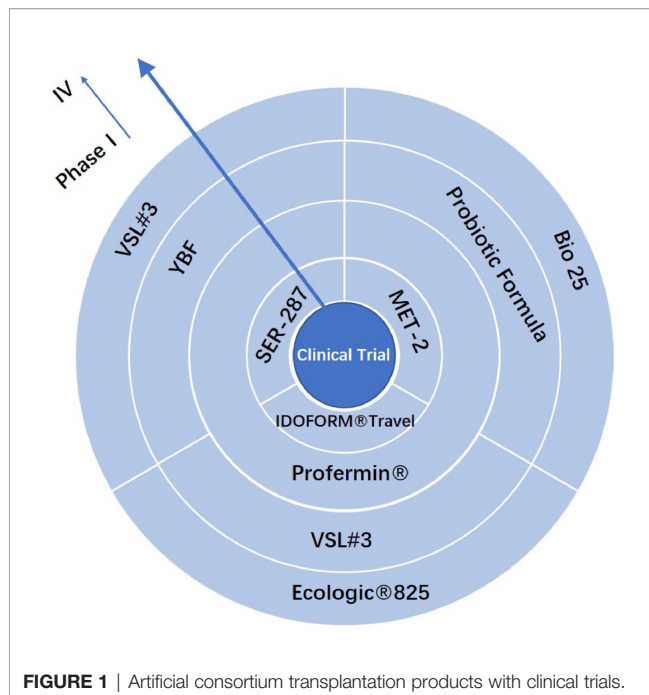 IV
Phase I
VSL#3
YBF
Probiotic Formula
Bio 25
SER-287
MET-2
Clinical Trial
IDOFORM®Travel
Profermin®
VSL#3
Ecologic®825
FIGURE 1 | Artificial consortium transplantation products with clinical trials.